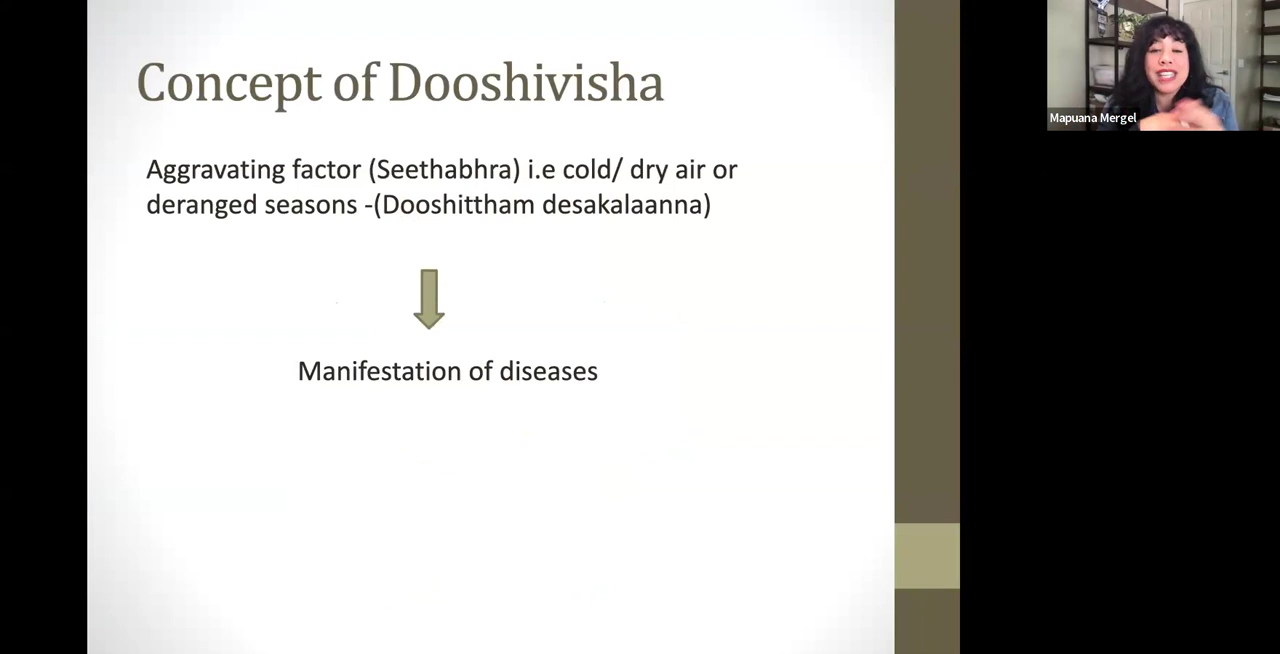 Concept of Dooshivisha
Aggravating factor (Seethabhra) i.e cold/ dry air or
deranged seasons -(Dooshittham desakalaanna)
Manifestation of diseases
Mapuana Mergel